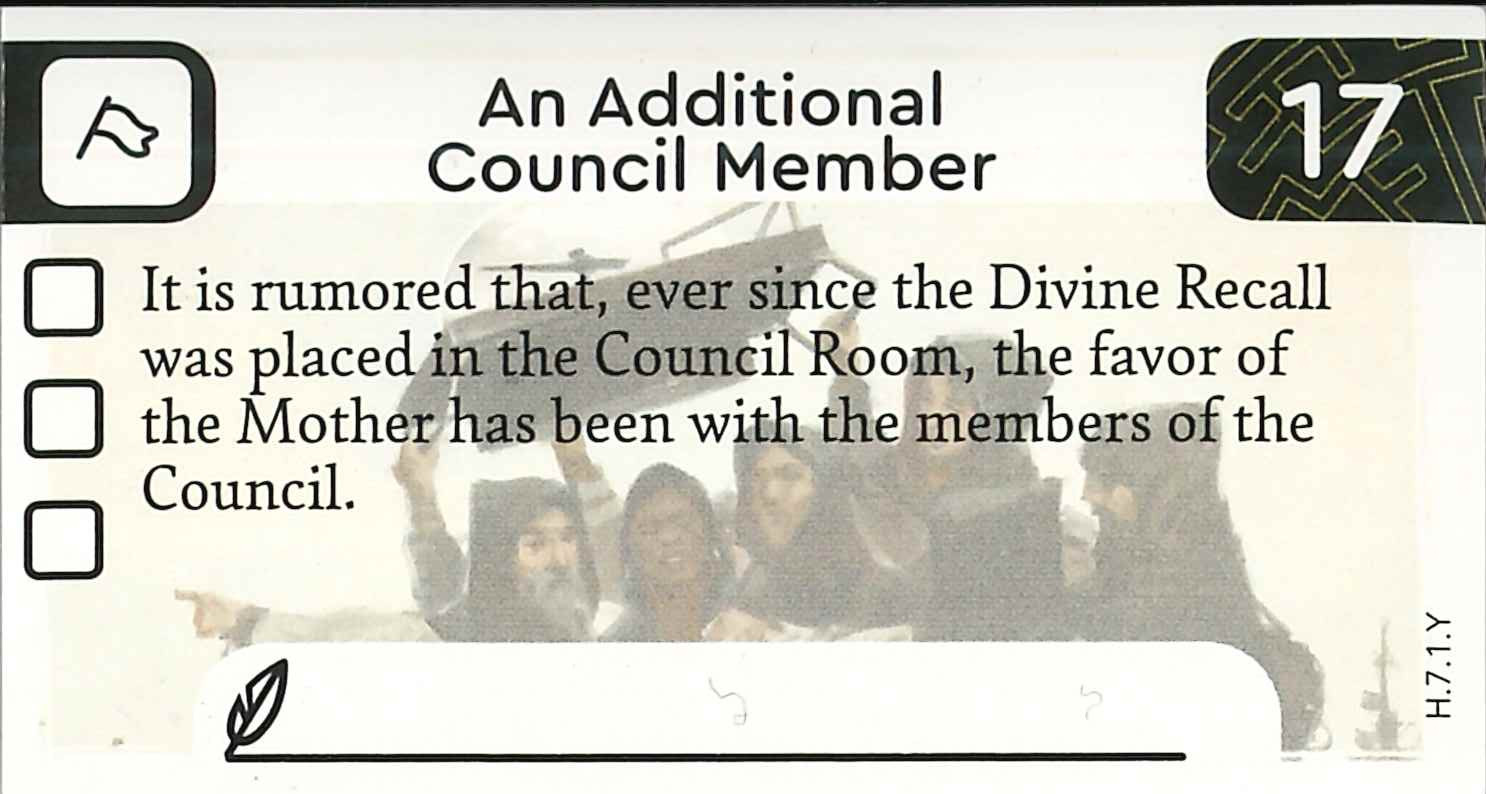 An Additional
Council Member
17
It is rumored that, ever since the Divine Recall
was placed in the Council Room, the favor of
the Mother has been with the members of the
Council.
H.7.1.Y